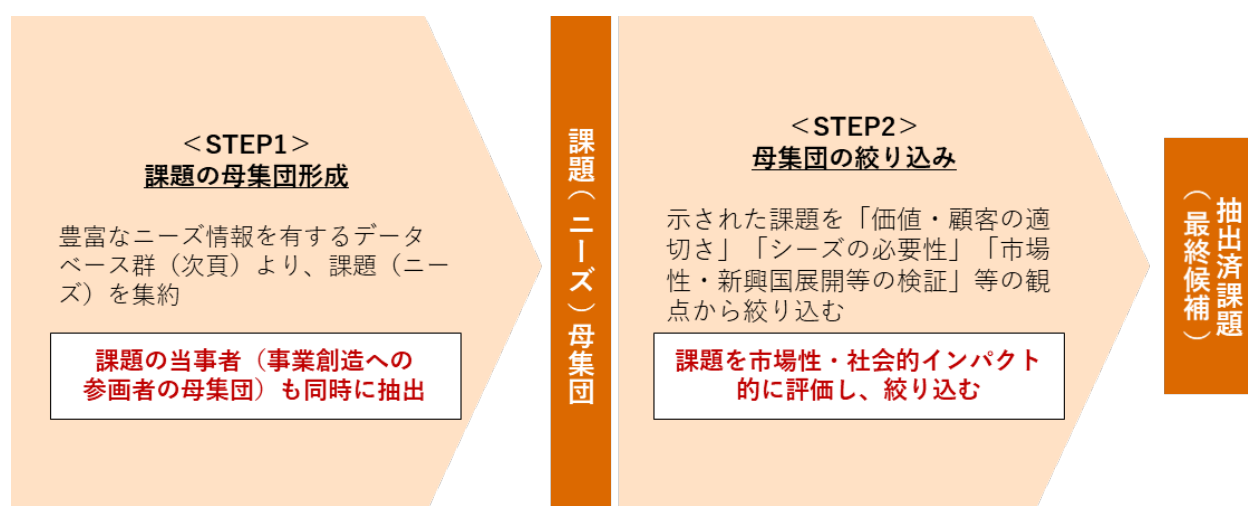 ＜STEP1＞
課題の母集団形成
豊富なニーズ情報を有するデータ
ベース群（次頁）より、課題（ニー
ズ）を集約
課題の当事者（事業創造への
参画者の母集団）も同時に抽出
課題（ニーズ）母集団
＜STEP2＞
母集団の絞り込み
示された課題を「価値・顧客の適
切さ」「シーズの必要性」「市場
性・新興国展開等の検証」等の観
点から絞り込む
課題を市場性・社会的インパクト
的に評価し、絞り込む
抽出済課題
（最終候補）